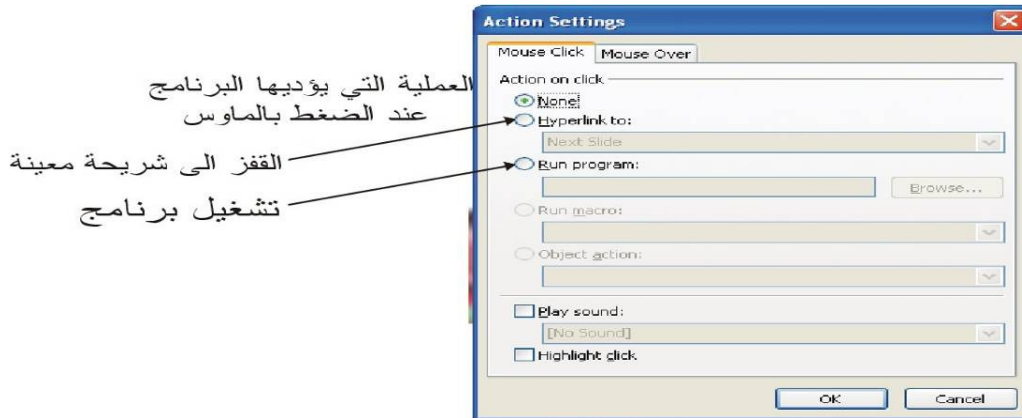 Action Settings
Mouse Click
Mouse Over
Action on click
None
Hyperlink to:
Next Slide
Run program:
Browse...
Run macro:
Object action:
Play sound:
[No Sound]
Highlight click
OK
Cancel
العملية التي يؤديها البرنامج
عند الضغط بالماوس
القفز الى شريحة معينة
تشغيل برنامج